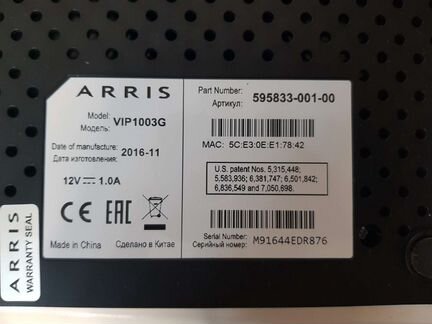 ARRIS
Model:
Модель:
VIP1003G
Date of manufacture:
Дата изготовления:
2016-11
12V 1.0A
CE EAC
Made in China
Сделано в Китае
Part Number:
Артикул:
595833-001-00
MAC: 5C:E3:0E:E1:78:42
U.S. patent Nos. 5,315,448;
5,583,936; 6,381,747; 6,501,842;
6,836,549 and 7,050,698.
Serial Number:
Серийный номер:
M91644EDR876
ARRIS
WARRANTY SEAL